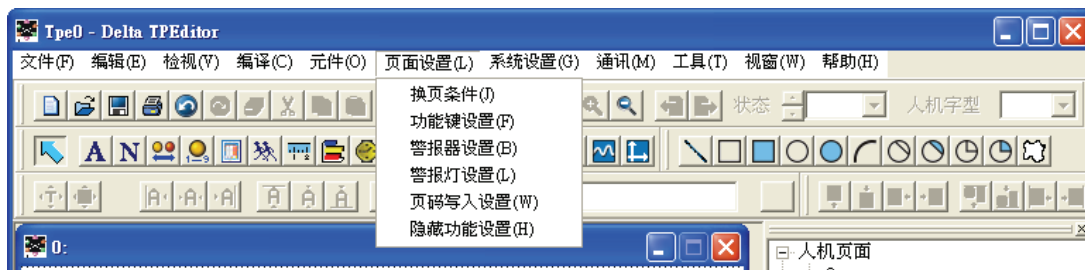 Tpe0 - Delta TPEditor
文件(F) 编辑(E) 检视(V) 编译(C) 元件(O) 页面设置(L) 系统设置(G) 通讯(M) 工具(T) 视窗(W) 帮助(H)
换页条件(J)
状态
人机字型
功能键设置(F)
警报器设置(B)
警报灯设置(L)
页码写入设置(W)
隐藏功能设置(H)
0:
人机页面